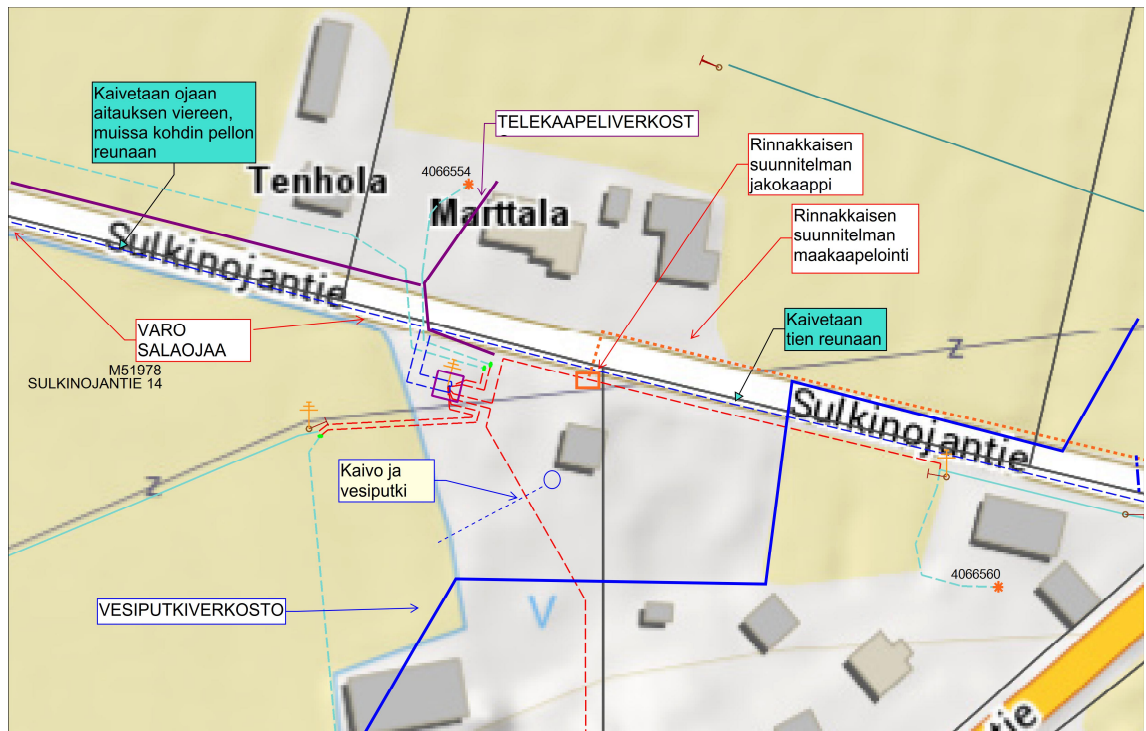 Kaivetaan ojaan
aitauksen viereen,
muissa kohdin pellon
reunaan
TELEKAAPELIVERKOST
Rinnakkaisen
suunnitelman
jakokaappi
Tenhola
4066554
Marttala
Rinnakkaisen
suunnitelman
maakaapelointi
Sulkinojantie
VARO
SALAOJAA
Kaivetaan
tien reunaan
Z
M51978
SULKINOJANTIE 14
Sulkinojantie
Z
Kaivo ja
vesiputki
4066560
VESIPUTKIVERKOSTO
V
tie